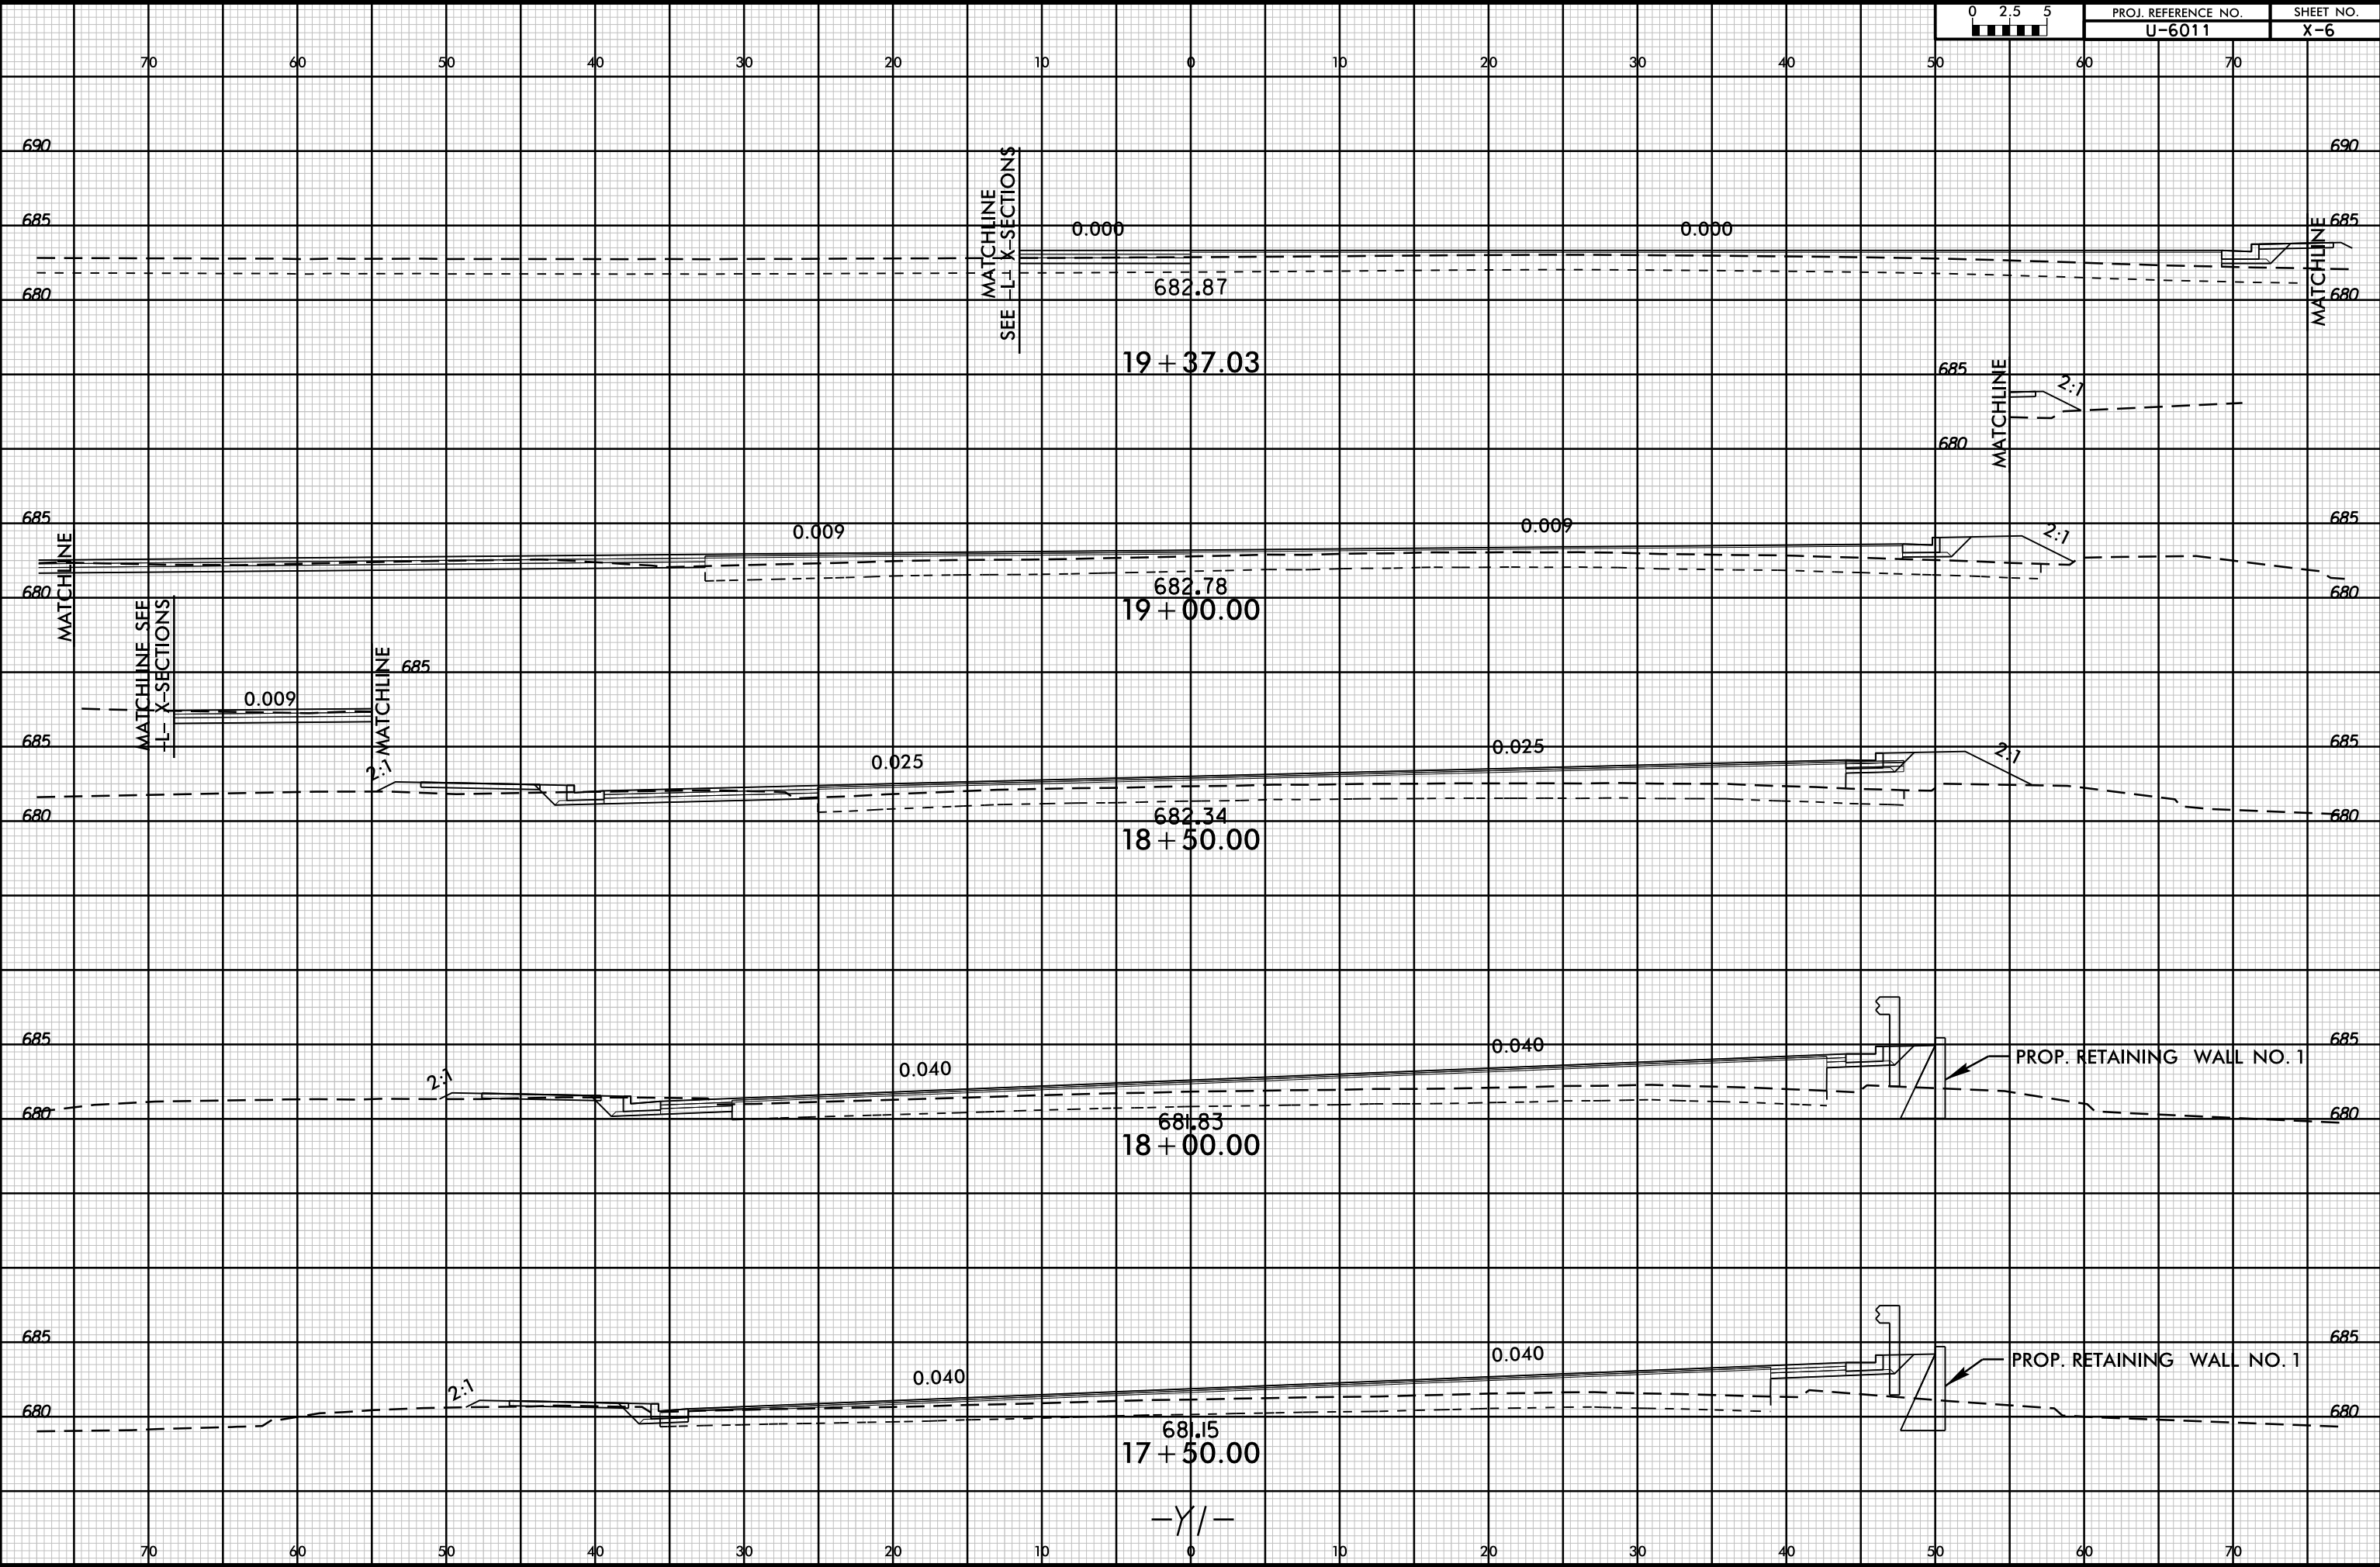 0 2.5 5
PROJ. REFERENCE NO.
SHEET NO.
U-6011
X-6
70 60 50 40 30 20 10 0 10 20 30 40 50 60 70
690 690
685 685
MATCHLINE
SEE -L- X-SECTIONS
0.000 0.000
MATCHLINE
682.87
680 680
19+37.03
685
MATCHLINE
2:1
680
685 685
MATCHLINE
0.009 0.009
2:1
682.78
680 680
19+00.00
MATCHLINE SEE
-L- X-SECTIONS
0.009
MATCHLINE
685
685 685
2:1
0.025 0.025
2:1
682.34
680 680
18+50.00
685 685
2:1
0.040 0.040
PROP. RETAINING WALL NO. 1
681.83
680 680
18+00.00
685 685
2:1
0.040 0.040
PROP. RETAINING WALL NO. 1
681.15
680 680
17+50.00
-Y1-
70 60 50 40 30 20 10 0 10 20 30 40 50 60 70